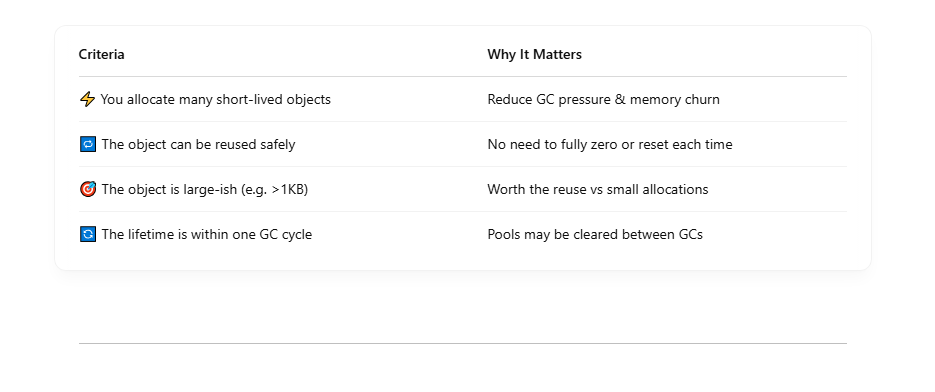 Criteria Why It Matters
⚡ You allocate many short-lived objects Reduce GC pressure & memory churn
🔁 The object can be reused safely No need to fully zero or reset each time
🎯 The object is large-ish (e.g. >1KB) Worth the reuse vs small allocations
🔄 The lifetime is within one GC cycle Pools may be cleared between GCs